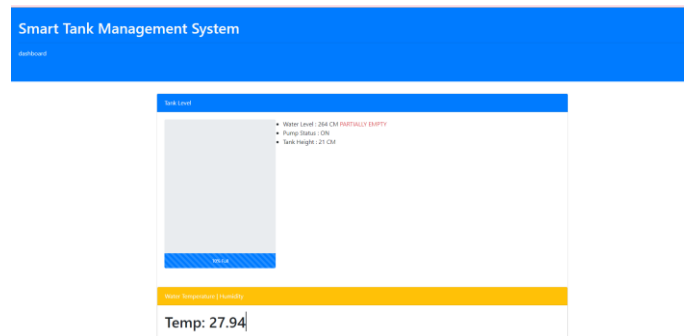 Smart Tank Management System
dashboard
Tank Level
Water Level : 264 CM PARTIALLY EMPTY
Pump Status : ON
Tank Height : 21 CM
Water Temperature | Humidity
Temp: 27.94